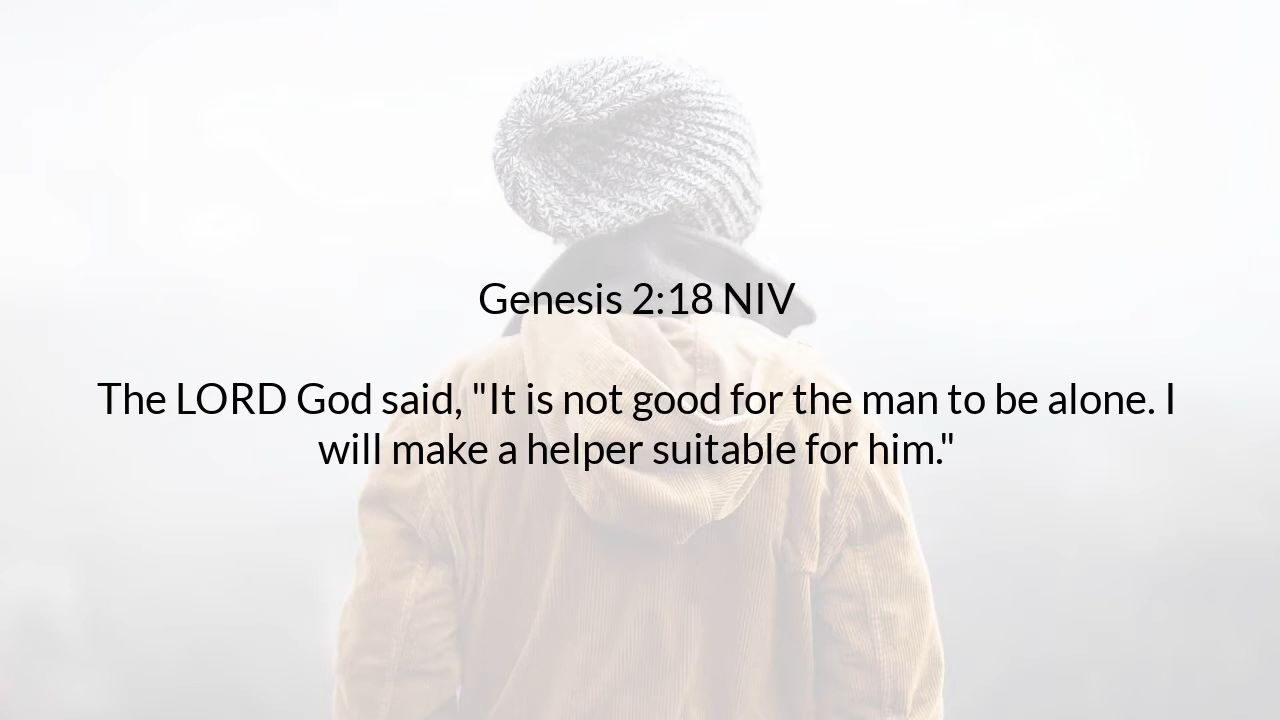 Genesis 2:18 NIV
The LORD God said, "It is not good for the man to be alone. I
will make a helper suitable for him."